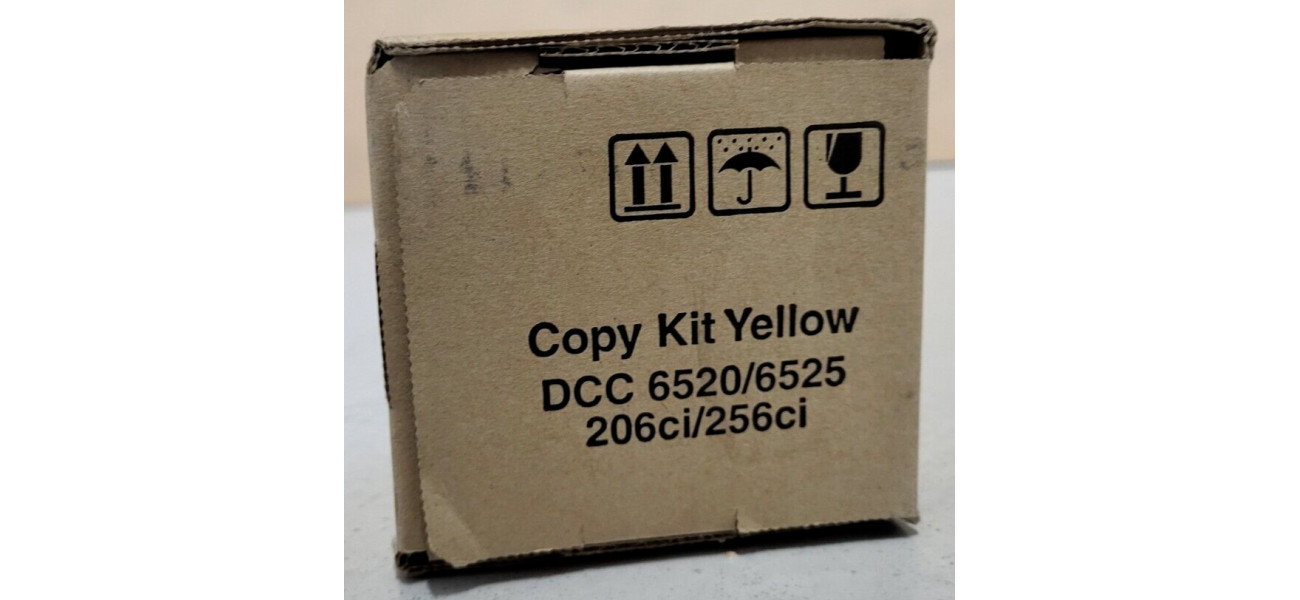 Copy Kit Yellow
DCC 6520/6525
206ci/256ci